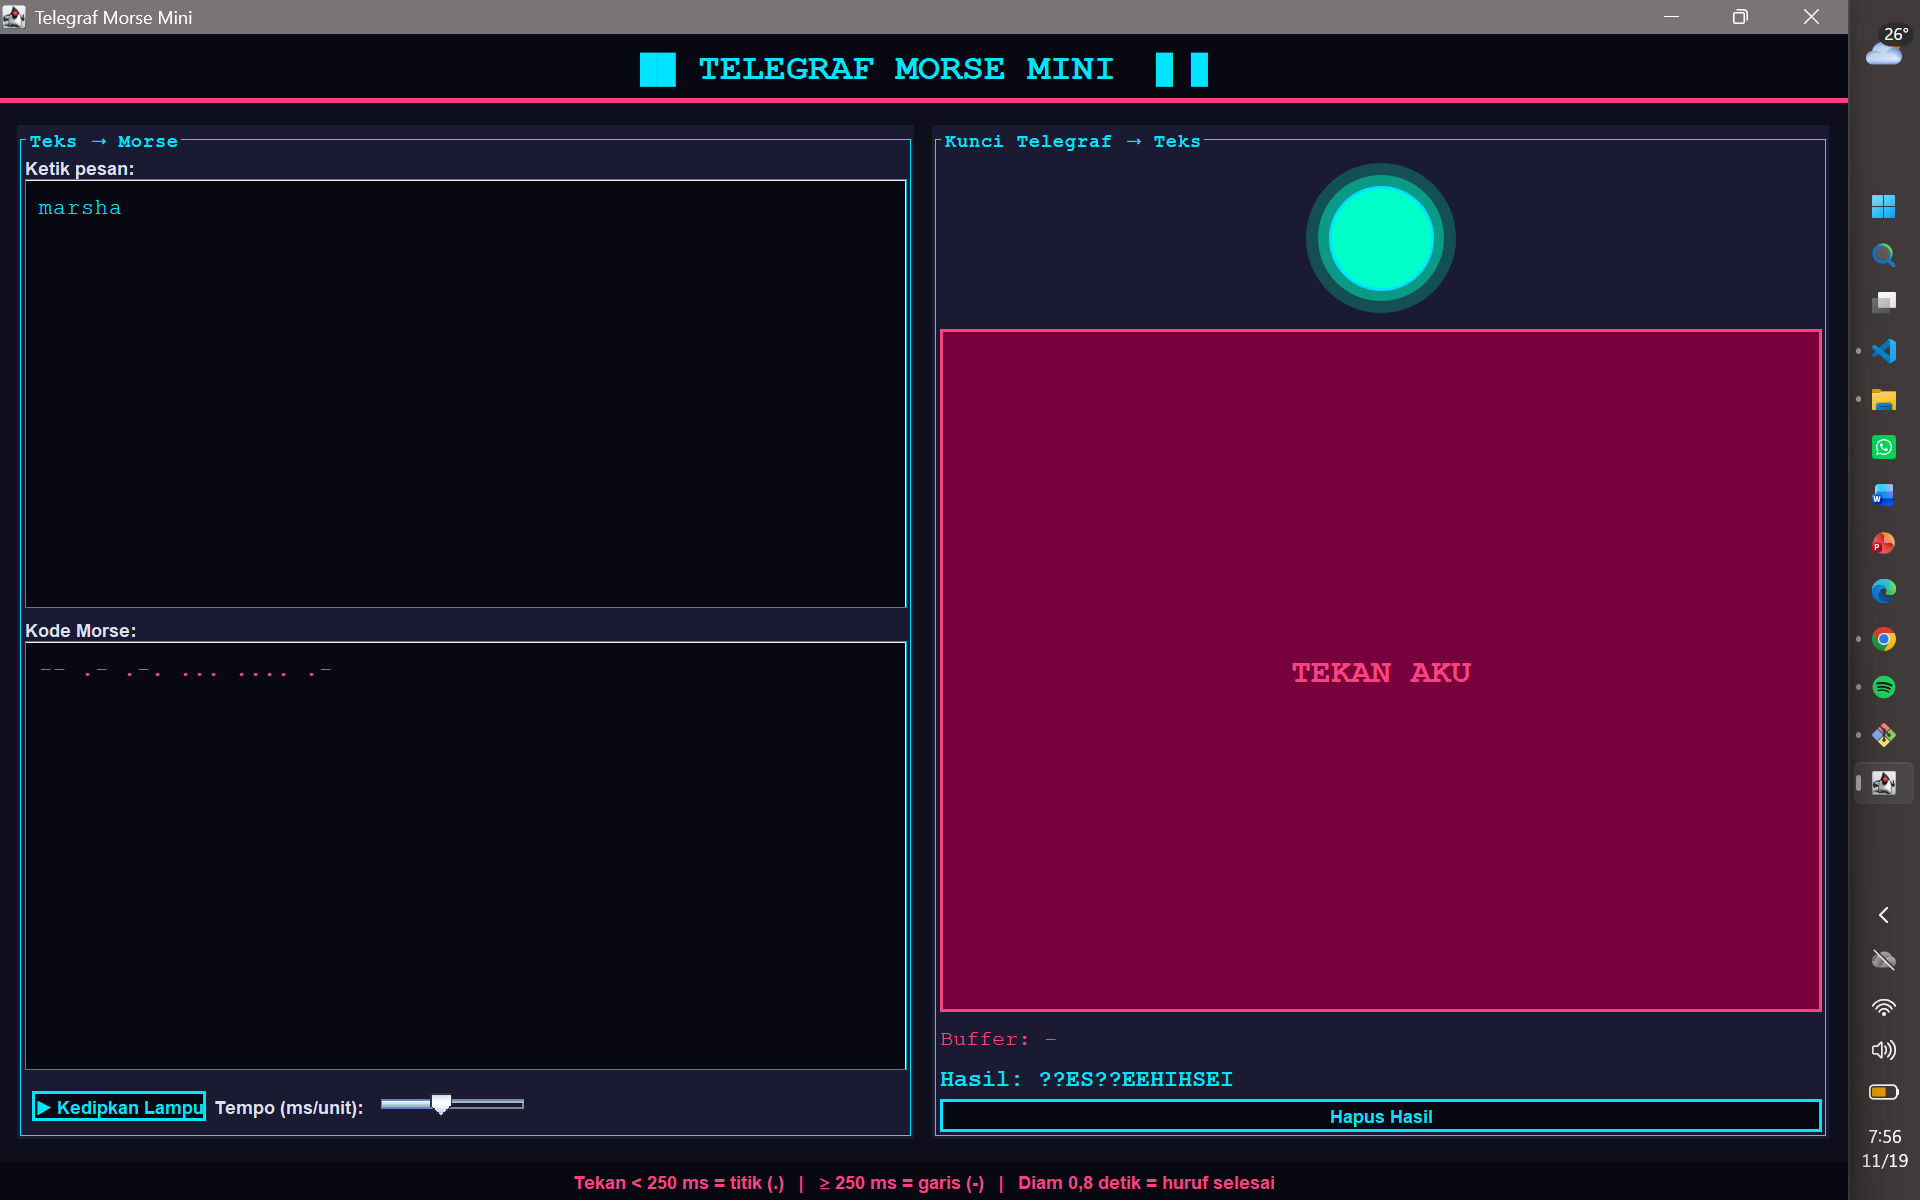 Telegraf Morse Mini
TELEGRAF MORSE MINI
Teks → Morse
Ketik pesan:
marsha
Kode Morse:
-- .- .-. ... .... .-
▶ Kedipkan Lampu
Tempo (ms/unit):
Kunci Telegraf → Teks
TEKAN AKU
Buffer: -
Hasil: ??ES??EEHIHSEI
Hapus Hasil
Tekan < 250 ms = titik (.) | ≥ 250 ms = garis (-) | Diam 0,8 detik = huruf selesai
26°
7:56
11/19